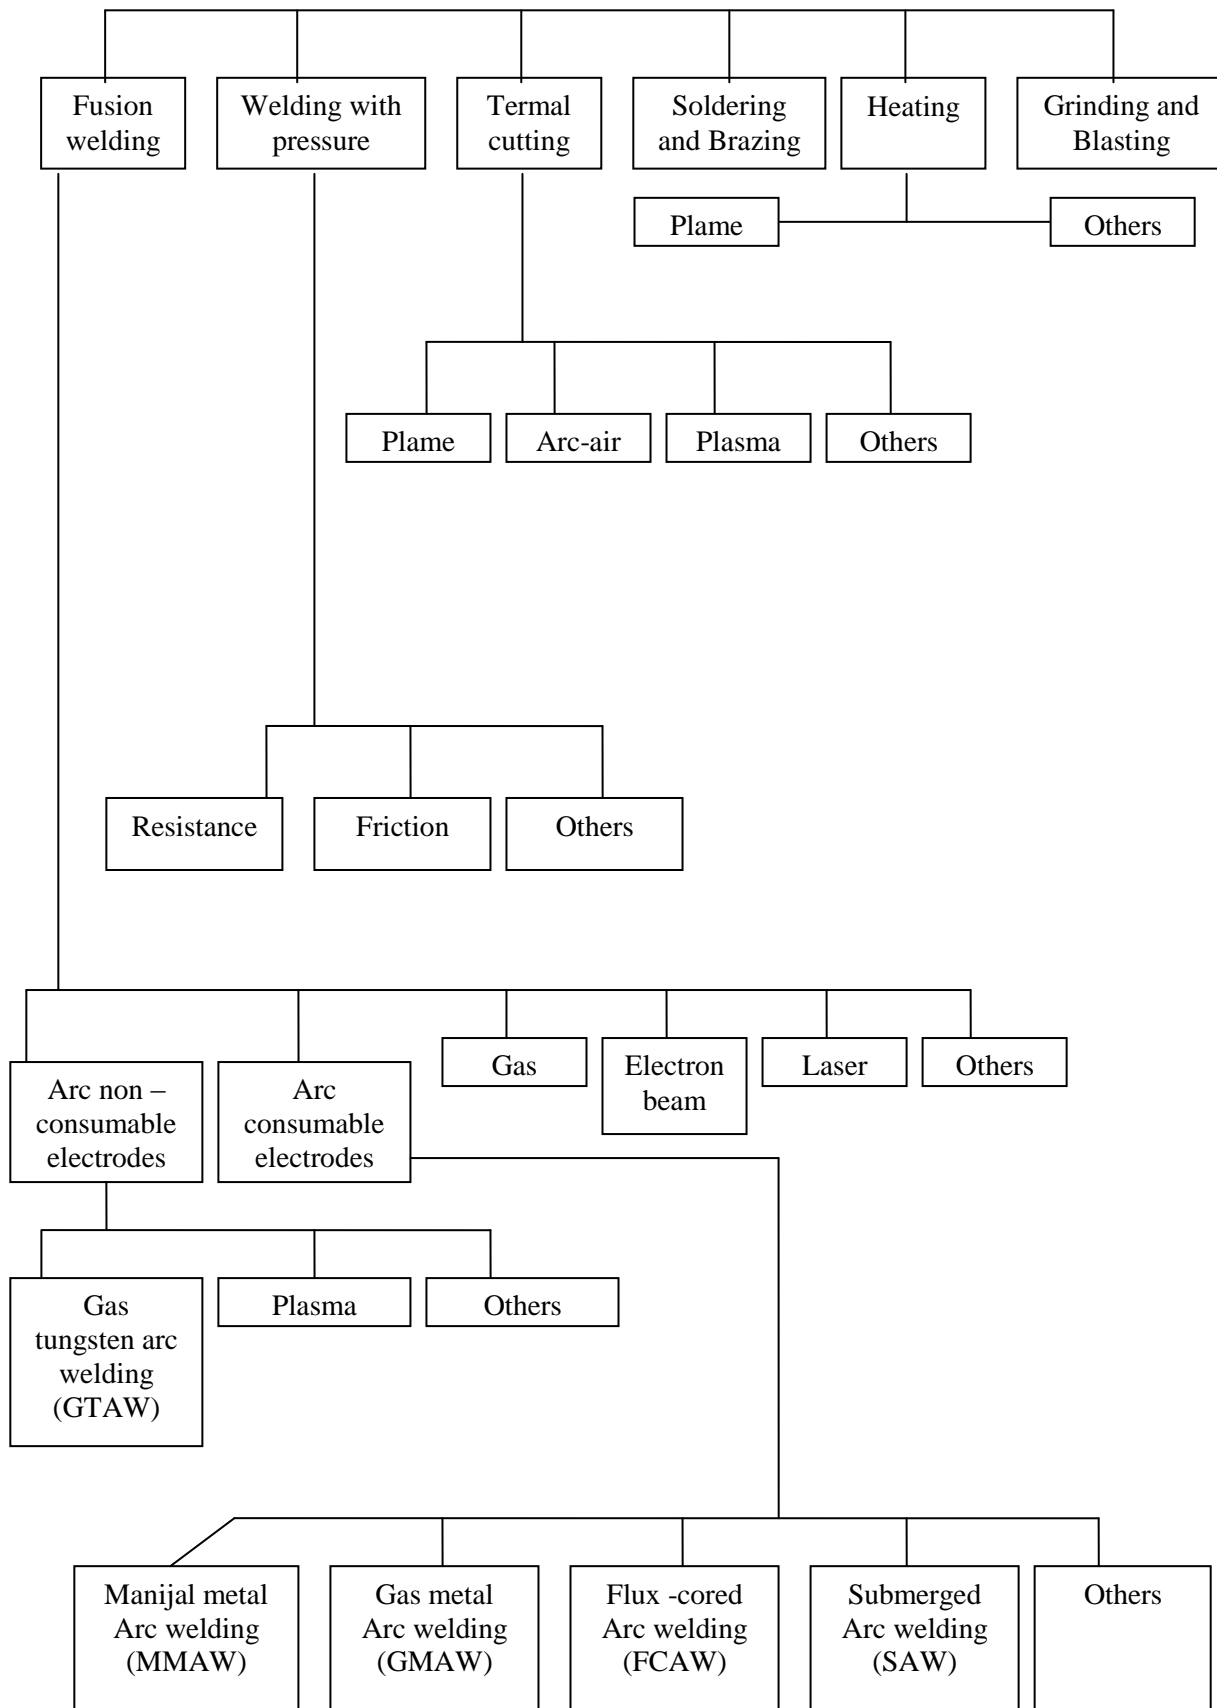 Fusion
welding
Welding with
pressure
Termal
cutting
Soldering
and Brazing
Heating
Grinding and
Blasting
Plame
Others
Plame
Arc-air
Plasma
Others
Resistance
Friction
Others
Arc non –
consumable
electrodes
Arc
consumable
electrodes
Gas
Electron
beam
Laser
Others
Gas
tungsten arc
welding
(GTAW)
Plasma
Others
Manijal metal
Arc welding
(MMAW)
Gas metal
Arc welding
(GMAW)
Flux -cored
Arc welding
(FCAW)
Submerged
Arc welding
(SAW)
Others